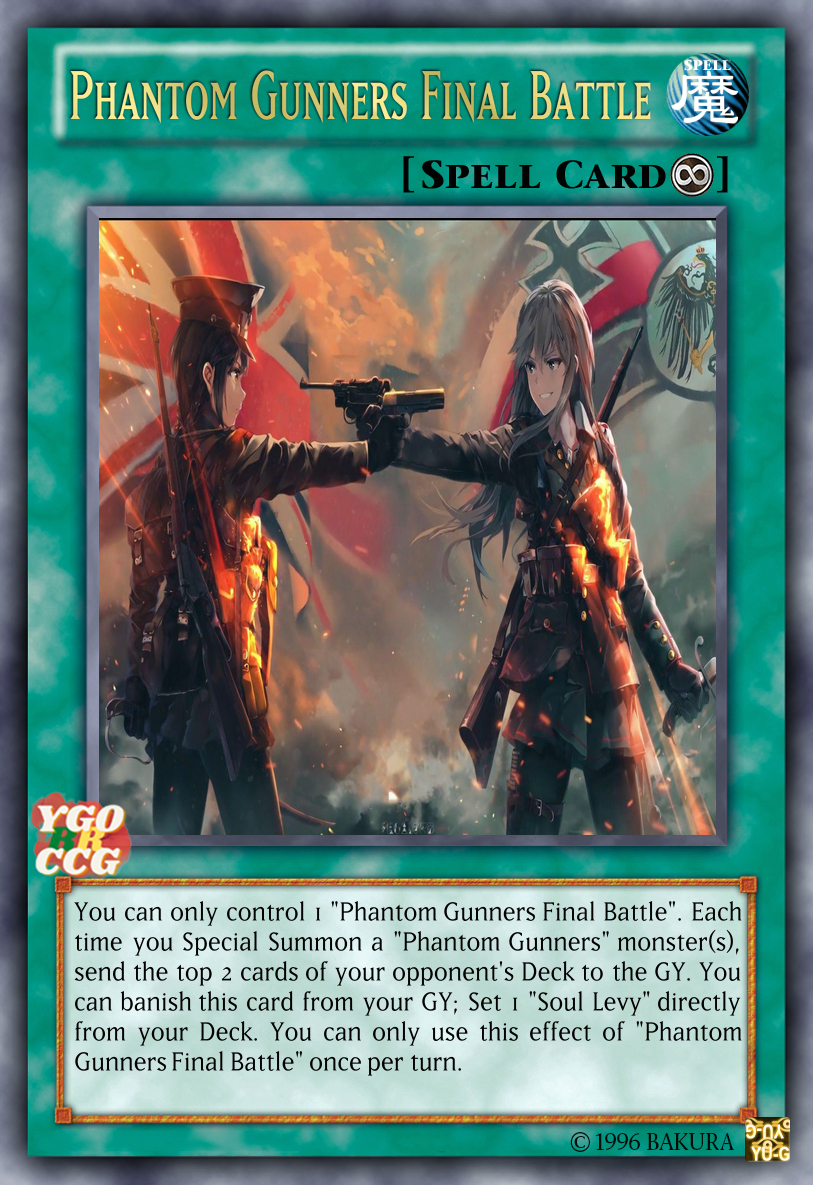 Phantom Gunners Final Battle
SPELL
魔
[Spell Card]
YGO
BR
CCG
You can only control 1 "Phantom Gunners Final Battle". Each
time you Special Summon a "Phantom Gunners" monster(s),
send the top 2 cards of your opponent's Deck to the GY. You
can banish this card from your GY; Set 1 "Soul Levy" directly
from your Deck. You can only use this effect of "Phantom
Gunners Final Battle" once per turn.
© 1996 BAKURA
YU-G